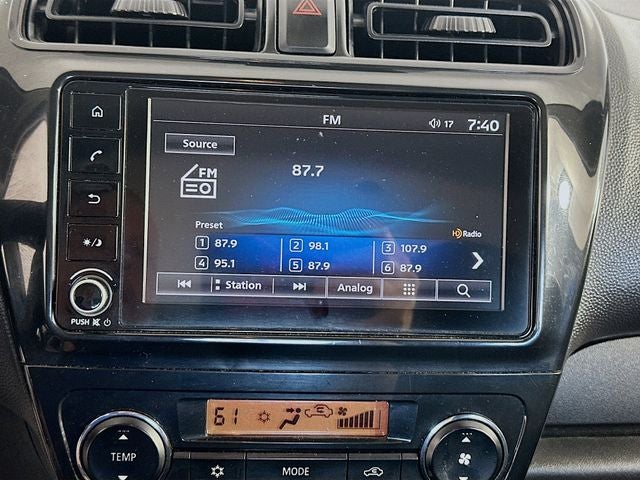 FM
17 7:40
Source
FM
87.7
Preset
HD Radio
1 87.9 2 98.1 3 107.9
4 95.1 5 87.9 6 87.9
Station Analog
PUSH
61
TEMP
MODE